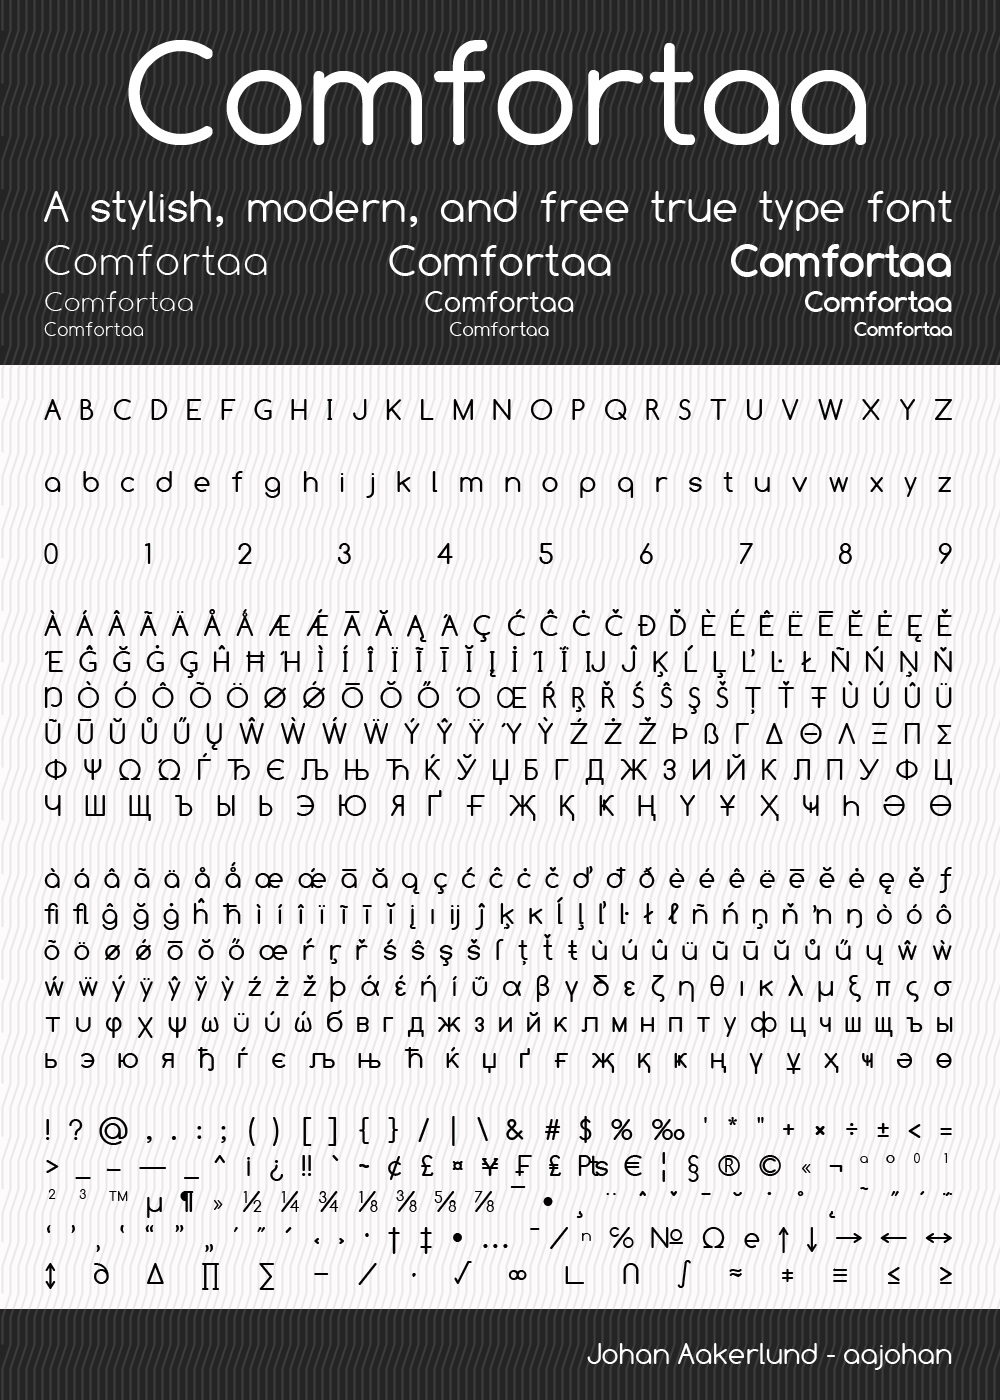 Comfortaa
A stylish, modern, and free true type font
Comfortaa Comfortaa Comfortaa
Comfortaa Comfortaa Comfortaa
Comfortaa Comfortaa Comfortaa
A B C D E F G H I J K L M N O P Q R S T U V W X Y Z
a b c d e f g h i j k l m n o p q r s t u v w x y z
0 1 2 3 4 5 6 7 8 9
À Á Â Ã Ä Å Ǻ Æ Ǽ Ā Ă Ą Ά Ç Ć Ĉ Ċ Č Đ Ď È É Ê Ë Ē Ĕ Ė Ę Ě
Έ Ĝ Ğ Ġ Ģ Ĥ Ħ Ή Ì Í Î Ï Ĩ Ī Ĭ Į İ Ί Ϊ Ĳ Ĵ Ķ Ĺ Ļ Ľ Ŀ Ł Ñ Ń Ņ Ň
Ŋ Ò Ó Ô Õ Ö Ø Ǿ Ō Ŏ Ő Ό Œ Ŕ Ŗ Ř Ś Ŝ Ş Š Ţ Ť Ŧ Ù Ú Û Ü
Ũ Ū Ŭ Ů Ű Ų Ŵ Ẁ Ẃ Ẅ Ý Ŷ Ÿ Ύ Ỳ Ź Ż Ž Þ ß Γ Δ Θ Λ Ξ Π Σ
Φ Ψ Ω Ώ Ѓ Ђ Є Љ Њ Ћ Ќ Ў Џ Б Г Д Ж З И Й К Л П У Ф Ц
Ч Ш Щ Ъ Ы Ь Э Ю Я Ґ Ғ Җ Қ Ҝ Ң Ү Ұ Ҳ Ҹ Һ Ә Ө
à á â ã ä å ǻ æ ǽ ā ă ą ç ć ĉ ċ č ď đ ð è é ê ë ē ĕ ė ę ě ƒ
ﬁ ﬂ ĝ ğ ġ ĥ ħ ì í î ï ĩ ī ĭ į ı ĳ ĵ ķ ĸ ĺ ļ ľ ŀ ł ℓ ñ ń ņ ň ŉ ŋ ò ó ô
õ ö ø ǿ ō ŏ ő œ ŕ ŗ ř ś ŝ ş š ſ ţ ť ŧ ù ú û ü ũ ū ŭ ů ű ų ŵ ẁ
ẃ ẅ ý ÿ ŷ ў ỳ ź ż ž þ ά έ ή ί ΰ α β γ δ ε ζ η θ ι κ λ μ ξ π ς σ
τ υ φ χ ψ ω ϋ ύ ώ б в г д ж з и й к л м н п т у ф ц ч ш щ ъ ы
ь э ю я ђ ѓ є љ њ ћ ќ џ ґ ғ җ қ ҝ ң ү ұ ҳ ҹ ә ө
! ? @ , . : ; ( ) [ ] { } / | \ & # $ % ‰ ' * " + × ÷ ± < =
> _ – — _ ^ ¡ ¿ ‼ ` ~ ¢ £ ¤ ¥ ₣ ₤ ₧ € ¦ § ® © « ¬ ª º ⁰ ¹
² ³ ™ µ ¶ » ½ ¼ ¾ ⅛ ⅜ ⅝ ⅞ ¯ • ¸ ¨ ˆ ˇ ˉ ˘ ˙ ˚ ˛ ˜ ˝ ΄ ΅
‘ ’ ‚ ‛ “ ” „ ′ ″ ´ ‹ › · † ‡ • … ‾ ⁄ ⁿ ℅ № Ω ℮ ↑ ↓ → ← ↔
↕ ∂ ∆ ∏ ∑ − ∕ ∙ √ ∞ ∟ ∩ ∫ ≈ ≠ ≡ ≤ ≥
Johan Aakerlund - aajohan